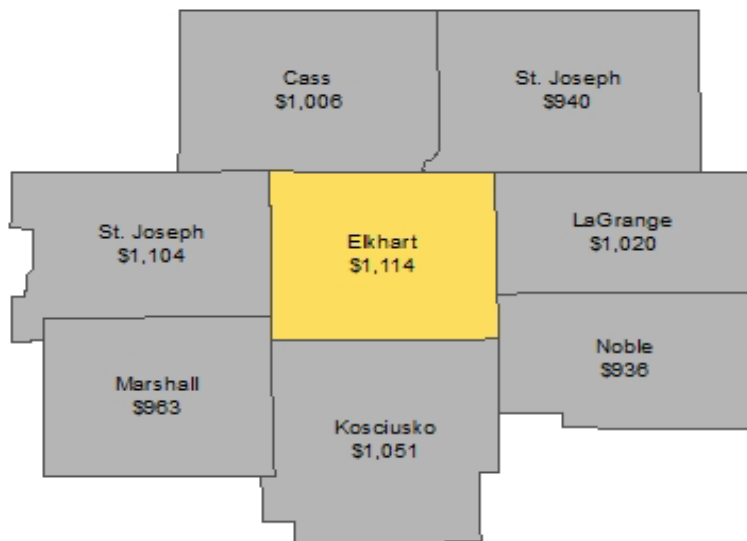 Cass
$1,006
St. Joseph
$940
St. Joseph
$1,104
Elkhart
$1,114
LaGrange
$1,020
Noble
$936
Marshall
$963
Kosciusko
$1,051